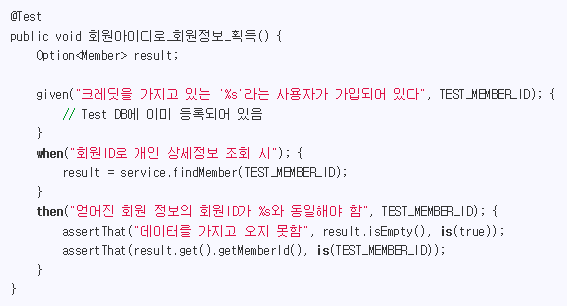 @Test
public void 회원아이디로_회원정보_획득() {
    Option<Member> result;

    given("크레딧을 가지고 있는 '%s'라는 사용자가 가입되어 있다", TEST_MEMBER_ID); {
        // Test DB에 이미 등록되어 있음
    }
    when("회원ID로 개인 상세정보 조회 시"); {
        result = service.findMember(TEST_MEMBER_ID);
    }
    then("얻어진 회원 정보의 회원ID가 %s와 동일해야 함", TEST_MEMBER_ID); {
        assertThat("데이터를 가지고 오지 못함", result.isEmpty(), is(true));
        assertThat(result.get().getMemberId(), is(TEST_MEMBER_ID));
    }
}